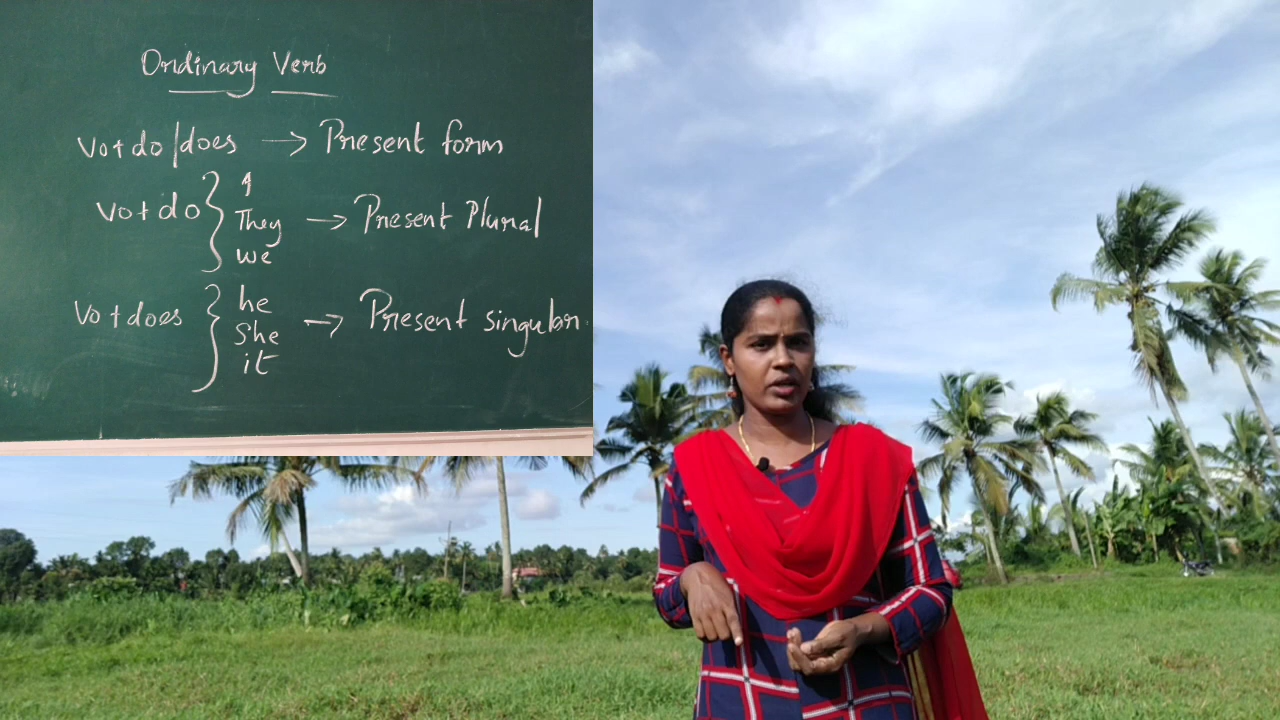 Ordinary Verb
Vo+do/does → Present form
Vo+do } I They we → Present Plural
Vo+does { he She it → Present singular.